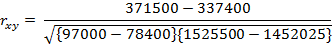 r_xy = (371500 − 337400) / √({97000 − 78400}{1525500 − 1452025})